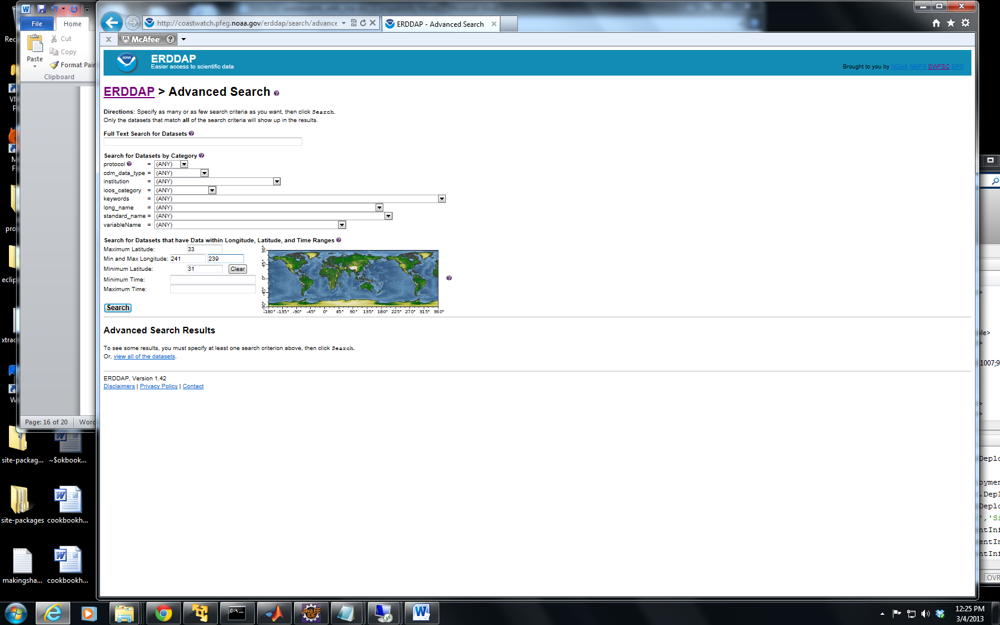 File
Home
Cut
Copy
Paste
Format Pain
Clipboard
Page: 16 of 20
Word
http://coastwatch.pfeg.noaa.gov/erddap/search/advance
ERDDAP - Advanced Search
McAfee
ERDDAP
Easier access to scientific data
Brought to you by NOAA NMFS SWFSC ERD
ERDDAP > Advanced Search
Directions: Specify as many or as few search criteria as you want, then click Search.
Only the datasets that match all of the search criteria will show up in the results.
Full Text Search for Datasets
Search for Datasets by Category
protocol = (ANY)
cdm_data_type = (ANY)
institution = (ANY)
ioos_category = (ANY)
keywords = (ANY)
long_name = (ANY)
standard_name = (ANY)
variableName = (ANY)
Search for Datasets that have Data within Longitude, Latitude, and Time Ranges
Maximum Latitude: 33
Min and Max Longitude: 241 239
Minimum Latitude: 31 Clear
Minimum Time:
Maximum Time:
Search
90°
45°
0°
-45°
-90°
-180° -135° -90° -45° 0° 45° 90° 135° 180° 225° 270° 315° 360°
Advanced Search Results
To see some results, you must specify at least one search criterion above, then click Search.
Or, view all of the datasets.
ERDDAP, Version 1.42
Disclaimers | Privacy Policy | Contact
Rec
pro
eclip
xtrac
site-packag... ~$okbook...
site-packages cookbookh...
makingsha... cookbookh...
1007;9
Deplo
oymen
.Depl
Deplo
','Si
ntInf
entIn
ntInf
OVR
12:25 PM
3/4/2013